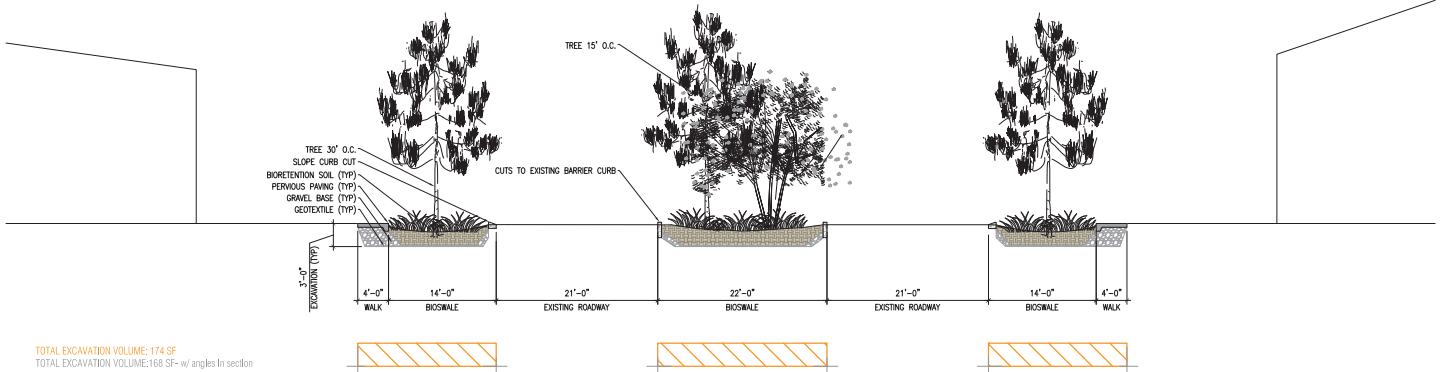 TREE 15' O.C.
TREE 30' O.C.
SLOPE CURB CUT
BIORETENTION SOIL (TYP)
PERVIOUS PAVING (TYP)
GRAVEL BASE (TYP)
GEOTEXTILE (TYP)
CUTS TO EXISTING BARRIER CURB
3'-0"
EXCAVATION (TYP)
4'-0" 14'-0" 21'-0" 22'-0" 21'-0" 14'-0" 4'-0"
WALK BIOSWALE EXISTING ROADWAY BIOSWALE EXISTING ROADWAY BIOSWALE WALK
TOTAL EXCAVATION VOLUME: 174 SF
TOTAL EXCAVATION VOLUME:168 SF- w/ angles in section